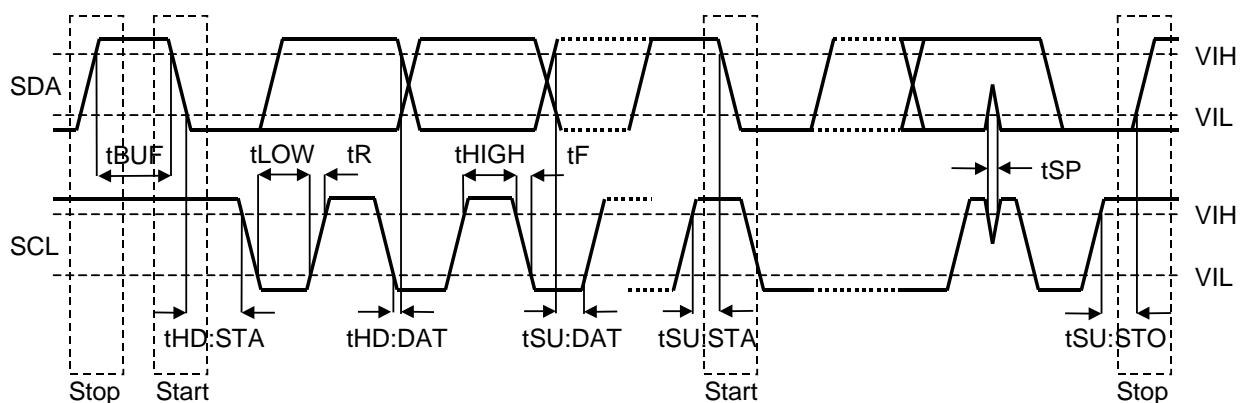 SDA
VIH
VIL
tBUF
tLOW
tR
tHIGH
tF
tSP
SCL
VIH
VIL
tHD:STA
tHD:DAT
tSU:DAT
tSU:STA
tSU:STO
Stop
Start
Start
Stop